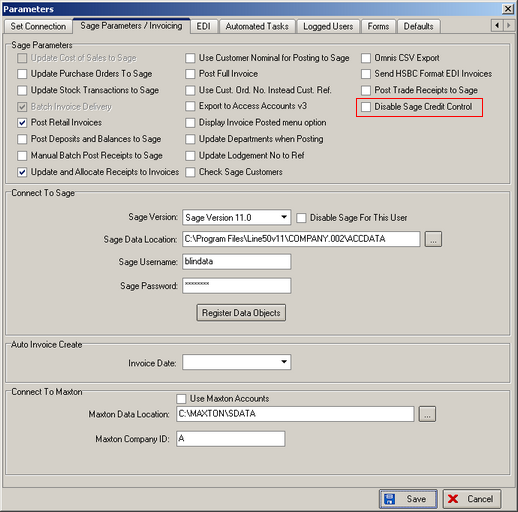 Parameters
Set Connection Sage Parameters / Invoicing EDI Automated Tasks Logged Users Forms Defaults
Sage Parameters
Update Cost of Sales to Sage Use Customer Nominal for Posting to Sage Omnis CSV Export
Update Purchase Orders To Sage Post Full Invoice Send HSBC Format EDI Invoices
Update Stock Transactions to Sage Use Cust. Ord. No. Instead Cust. Ref. Post Trade Receipts to Sage
Batch Invoice Delivery Export to Access Accounts v3 Disable Sage Credit Control
Post Retail Invoices Display Invoice Posted menu option
Post Deposits and Balances to Sage Update Departments when Posting
Manual Batch Post Receipts to Sage Update Lodgement No to Ref
Update and Allocate Receipts to Invoices Check Sage Customers
Connect To Sage
Sage Version: Sage Version 11.0 Disable Sage For This User
Sage Data Location: C:\Program Files\Line50v11\COMPANY.002\ACCDATA ...
Sage Username: blindata
Sage Password: ********
Register Data Objects
Auto Invoice Create
Invoice Date:
Connect To Maxton
Use Maxton Accounts
Maxton Data Location: C:\MAXTON\SDATA ...
Maxton Company ID: A
Save Cancel